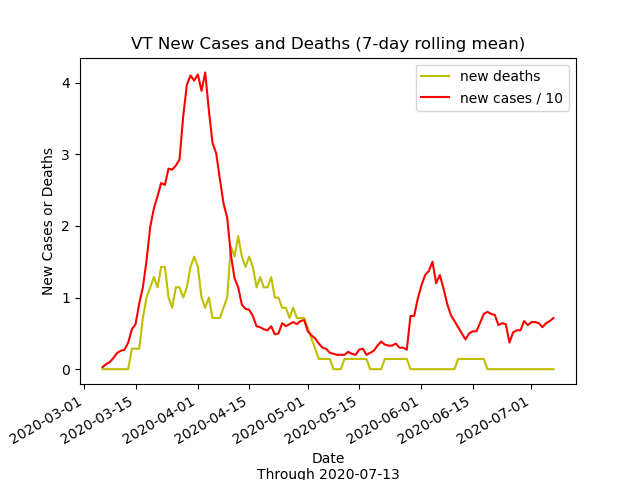 VT New Cases and Deaths (7-day rolling mean)
new deaths
new cases / 10
4
3
2
1
0
New Cases or Deaths
2020-03-01
2020-03-15
2020-04-01
2020-04-15
2020-05-01
2020-05-15
2020-06-01
2020-06-15
2020-07-01
Date
Through 2020-07-13